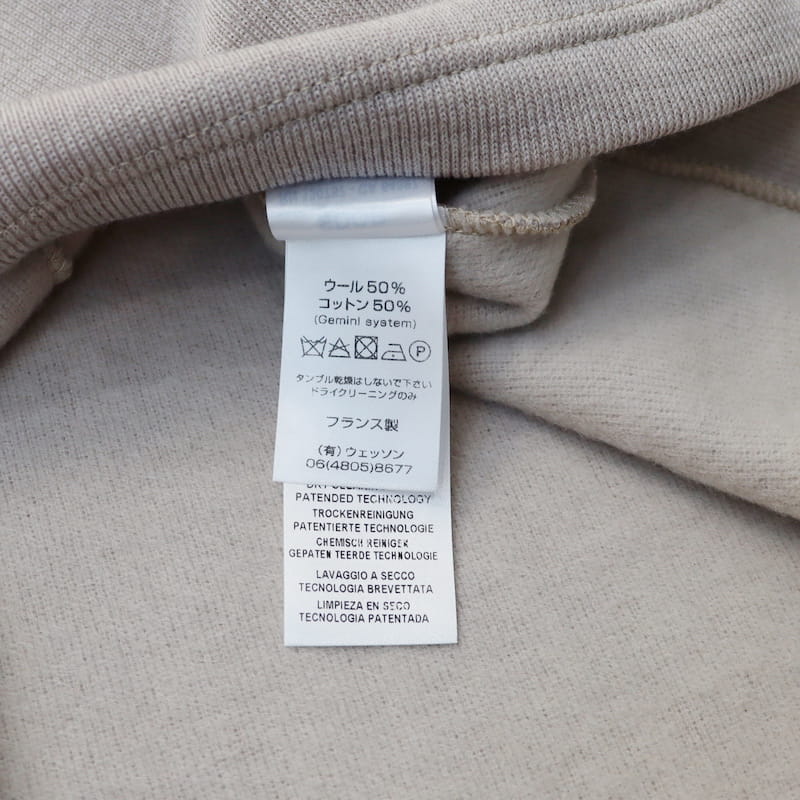 ウール50%
コットン50%
(Gemini system)
P
タンブル乾燥はしないで下さい
ドライクリーニングのみ
フランス製
(有)ウェッソン
06(4805)8677
PATENDED TECHNOLOGY
TROCKENREINIGUNG
PATENTIERTE TECHNOLOGIE
CHEMISCH REINIGER
GEPATEN TEERDE TECHNOLOGIE
LAVAGGIO A SECCO
TECNOLOGIA BREVETTATA
LIMPIEZA EN SECO
TECNOLOGIA PATENTADA